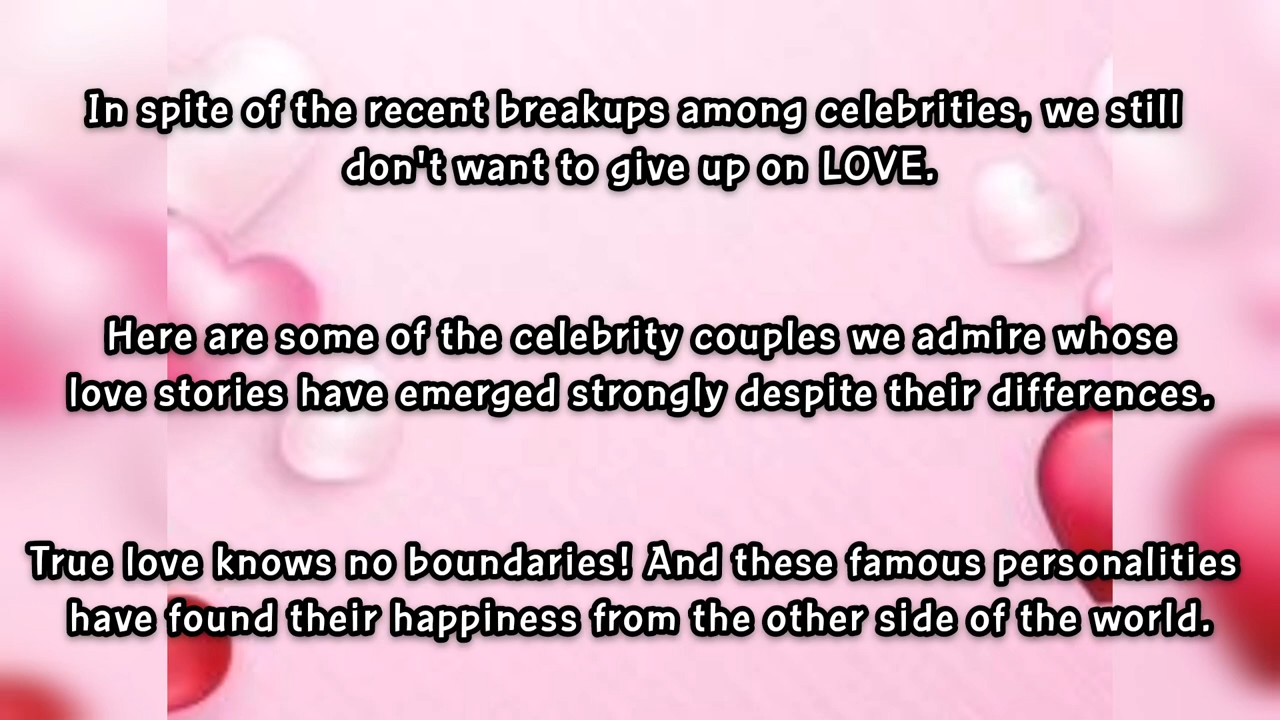 In spite of the recent breakups among celebrities, we still
don't want to give up on LOVE.
Here are some of the celebrity couples we admire whose
love stories have emerged strongly despite their differences.
True love knows no boundaries! And these famous personalities
have found their happiness from the other side of the world.